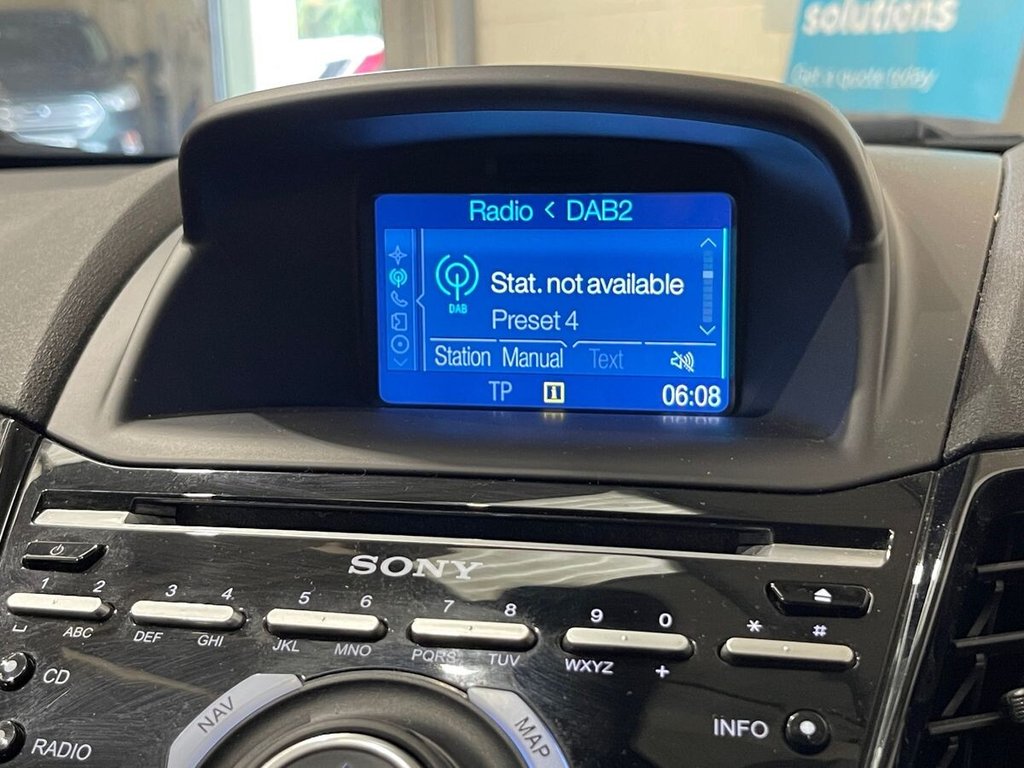 solutions
Get a quote today
Radio < DAB2
DAB
Stat. not available
Preset 4
Station Manual Text
TP i 06:08
SONY
1 2 3 4 5 6 7 8 9 0 * #
ABC DEF GHI JKL MNO PQRS TUV WXYZ +
CD
NAV MAP
RADIO
INFO